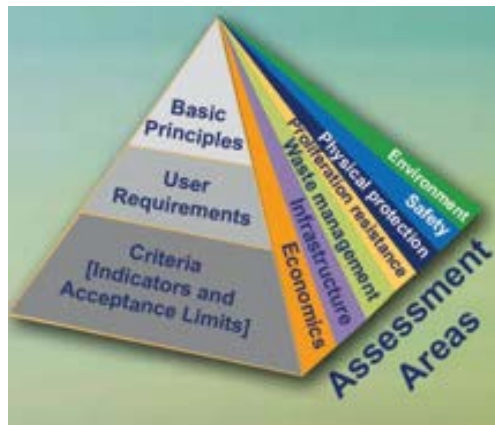 Basic
Principles
User
Requirements
Criteria
[Indicators and
Acceptance Limits]
Economics
Infrastructure
Waste management
Proliferation resistance
Physical protection
Safety
Environment
Assessment
Areas